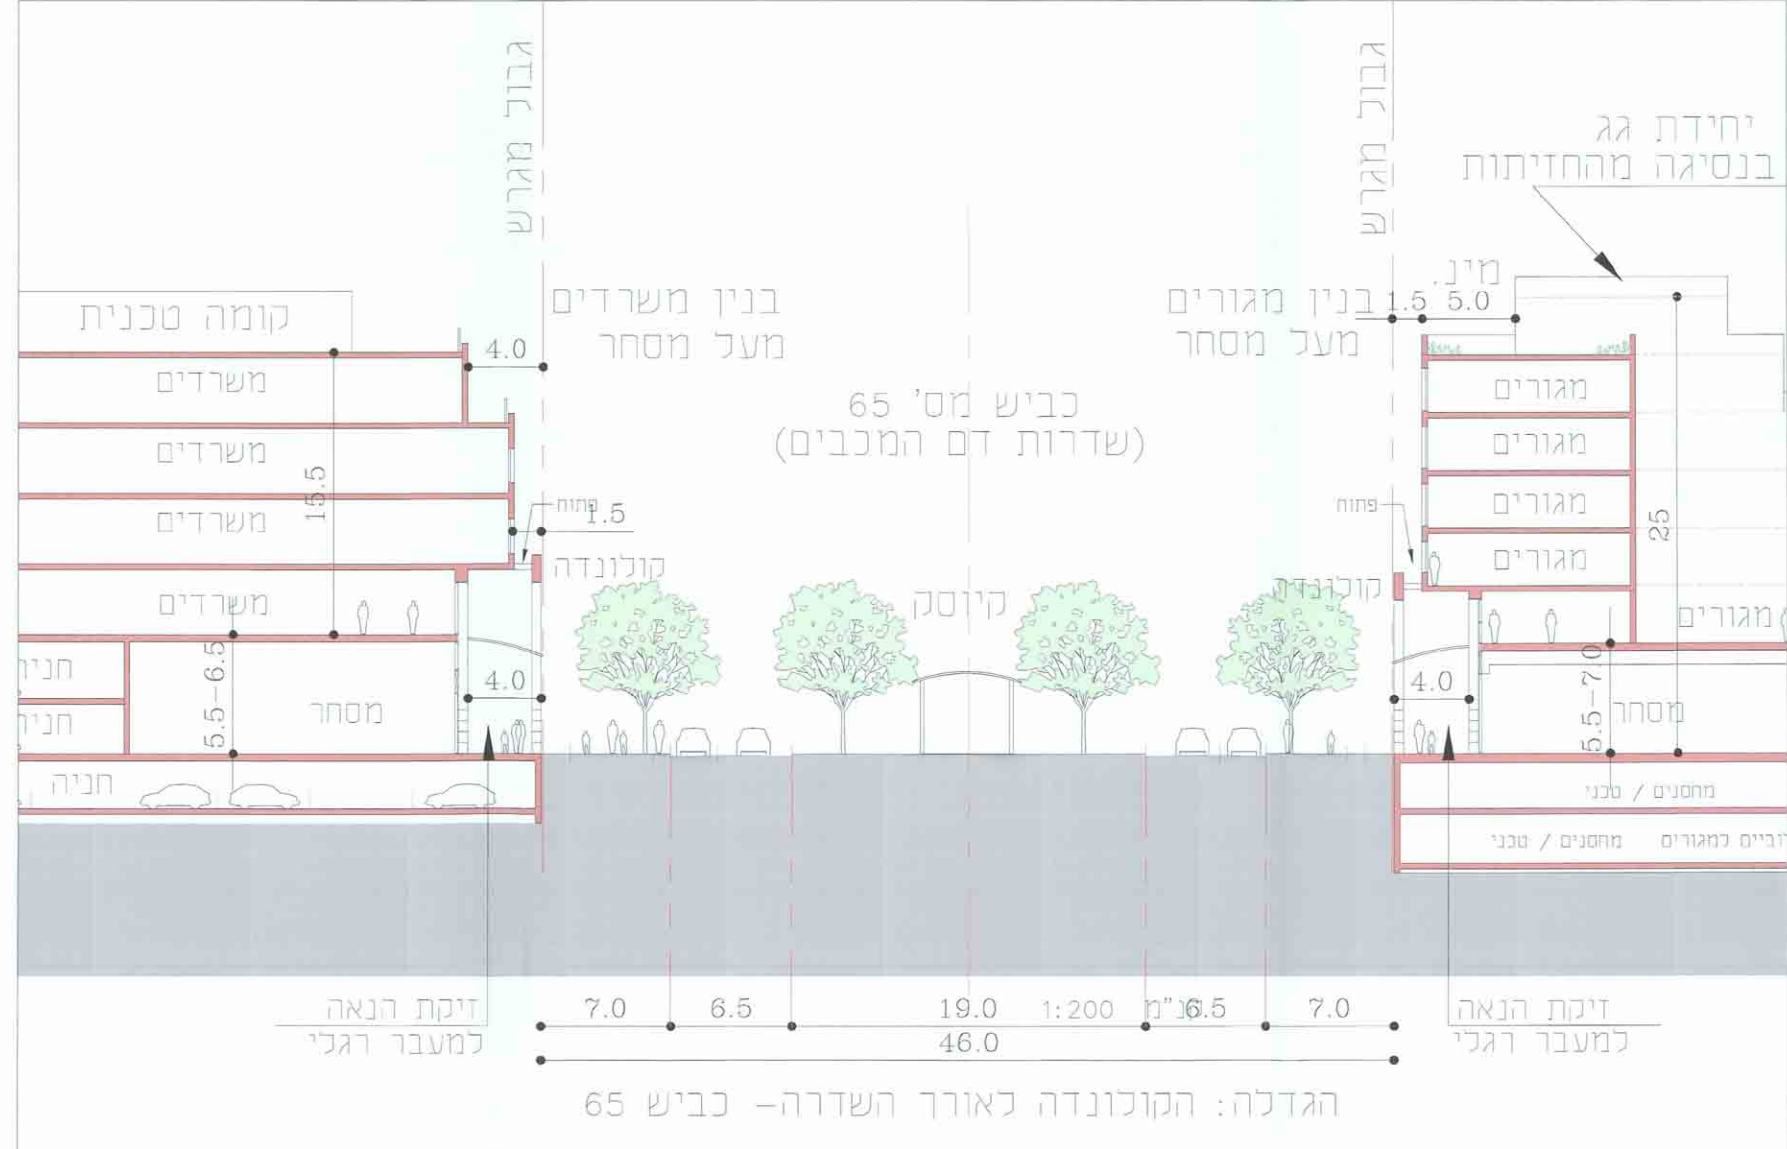 גבול מגרש
גבול מגרש
יחידת גג
בנסיגה מהחזיתות
קומה טכנית
בנין משרדים
מעל מסחר
בנין מגורים
מעל מסחר
מינ.
1.5
5.0
4.0
כביש מס' 65
(שדרות דם המכבים)
משרדים
משרדים
משרדים
משרדים
15.5
פתוח
1.5
קולונדה
קיוסק
קולונדה
פתוח
מגורים
מגורים
מגורים
מגורים
מגורים
25
חניה
חניה
חניה
מסחר
5.5-6.5
4.0
4.0
5.5-7.0
מסחר
מחסנים / טכני
מחסנים / טכני
למגורים
זיקת הנאה
למעבר רגלי
7.0
6.5
19.0
1:200
6.5
7.0
46.0
זיקת הנאה
למעבר רגלי
הגדלה: הקולונדה לאורך השדרה- כביש 65